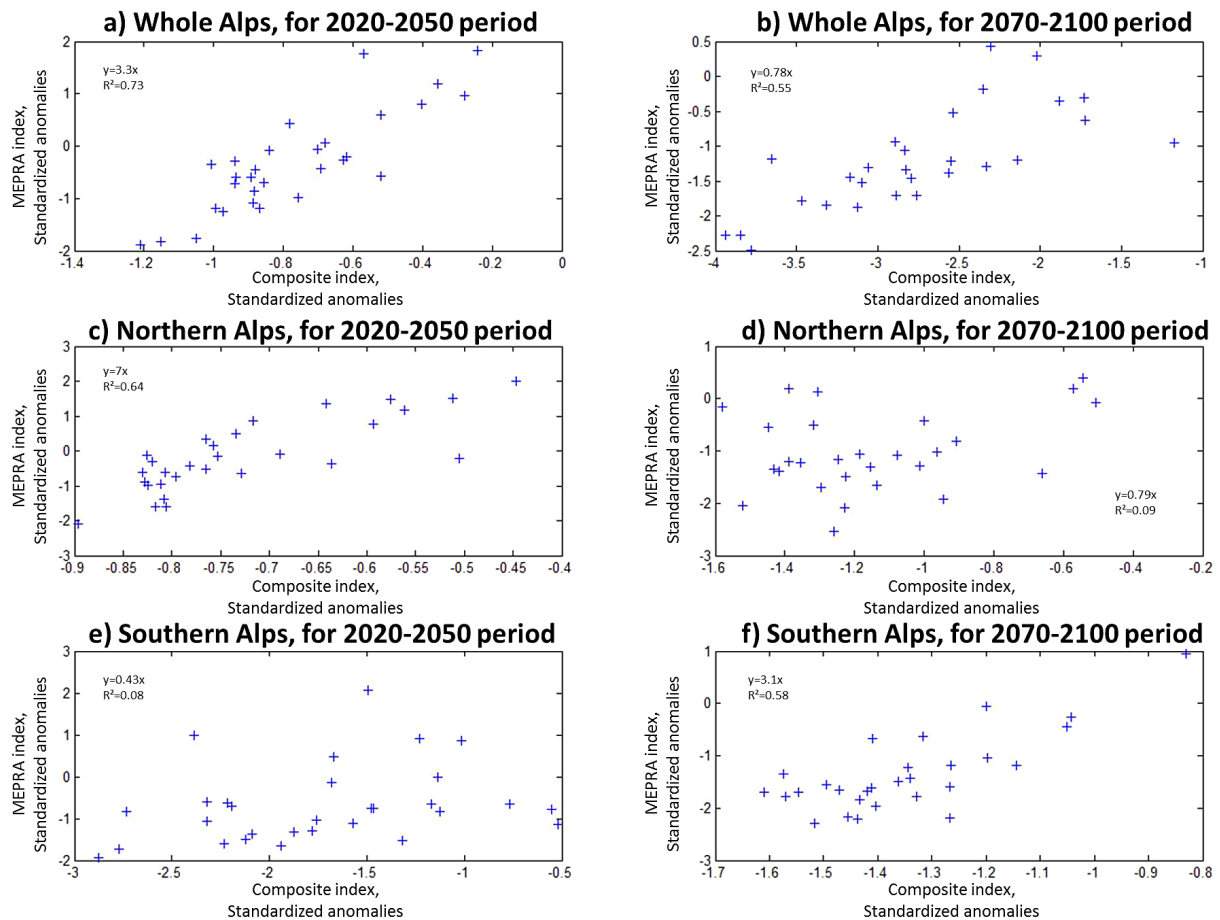 a) Whole Alps, for 2020-2050 period
MEPRA index,
Standardized anomalies
2
1
0
-1
-2
y=3.3x
R²=0.73
-1.4 -1.2 -1 -0.8 -0.6 -0.4 -0.2 0
Composite index,
Standardized anomalies
b) Whole Alps, for 2070-2100 period
MEPRA index,
Standardized anomalies
0.5
0
-0.5
-1
-1.5
-2
-2.5
y=0.78x
R²=0.55
-4 -3.5 -3 -2.5 -2 -1.5 -1
Composite index,
Standardized anomalies
c) Northern Alps, for 2020-2050 period
MEPRA index,
Standardized anomalies
3
2
1
0
-1
-2
-3
y=7x
R²=0.64
-0.9 -0.85 -0.8 -0.75 -0.7 -0.65 -0.6 -0.55 -0.5 -0.45 -0.4
Composite index,
Standardized anomalies
d) Northern Alps, for 2070-2100 period
MEPRA index,
Standardized anomalies
1
0
-1
-2
-3
y=0.79x
R²=0.09
-1.6 -1.4 -1.2 -1 -0.8 -0.6 -0.4 -0.2
Composite index,
Standardized anomalies
e) Southern Alps, for 2020-2050 period
MEPRA index,
Standardized anomalies
3
2
1
0
-1
-2
y=0.43x
R²=0.08
-3 -2.5 -2 -1.5 -1 -0.5
Composite index,
Standardized anomalies
f) Southern Alps, for 2070-2100 period
MEPRA index,
Standardized anomalies
1
0
-1
-2
-3
y=3.1x
R²=0.58
-1.7 -1.6 -1.5 -1.4 -1.3 -1.2 -1.1 -1 -0.9 -0.8
Composite index,
Standardized anomalies